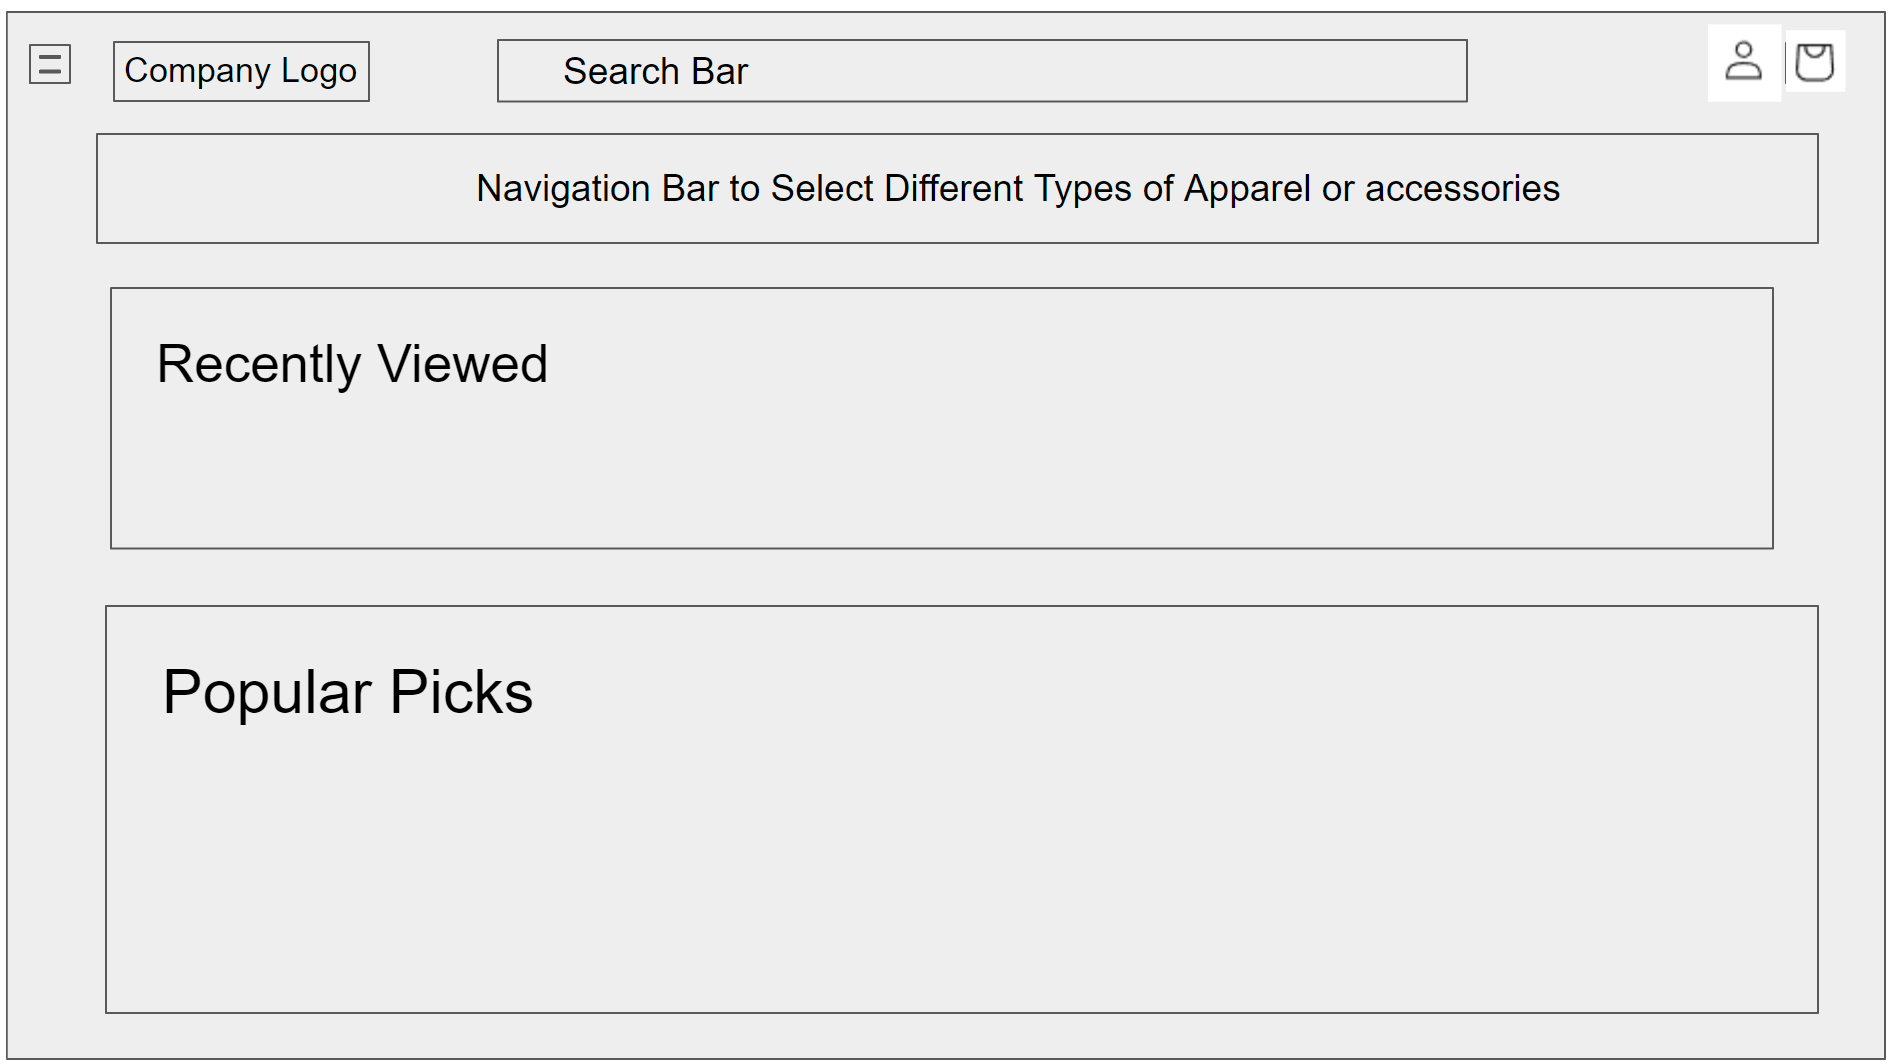 Company Logo
Search Bar
Navigation Bar to Select Different Types of Apparel or accessories
Recently Viewed
Popular Picks